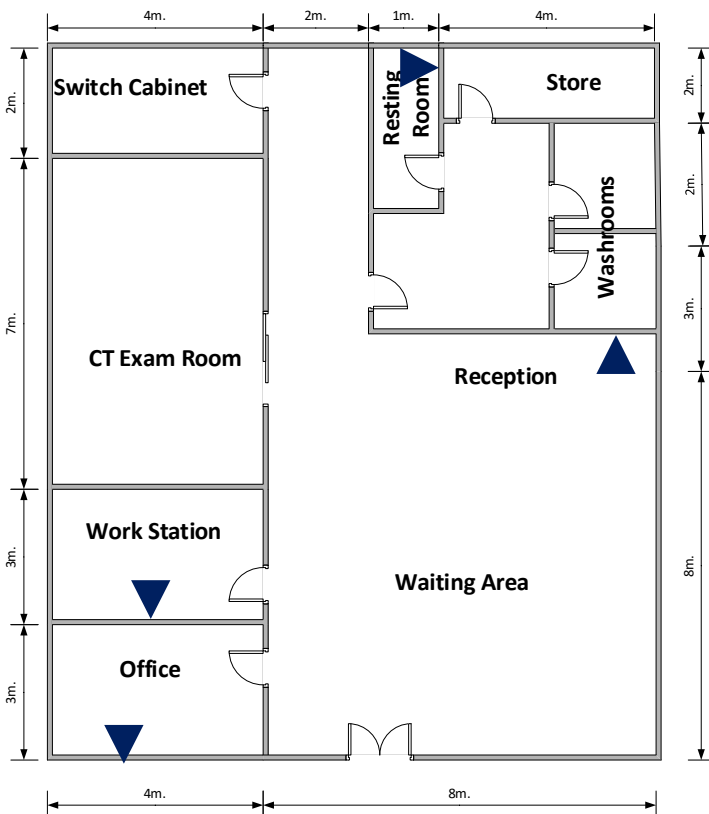 4m.
2m.
1m.
4m.
Switch Cabinet
Resting
Room
Store
2m.
2m.
Washrooms
2m.
3m.
7m.
CT Exam Room
Reception
Work Station
3m.
Waiting Area
8m.
Office
3m.
4m.
8m.